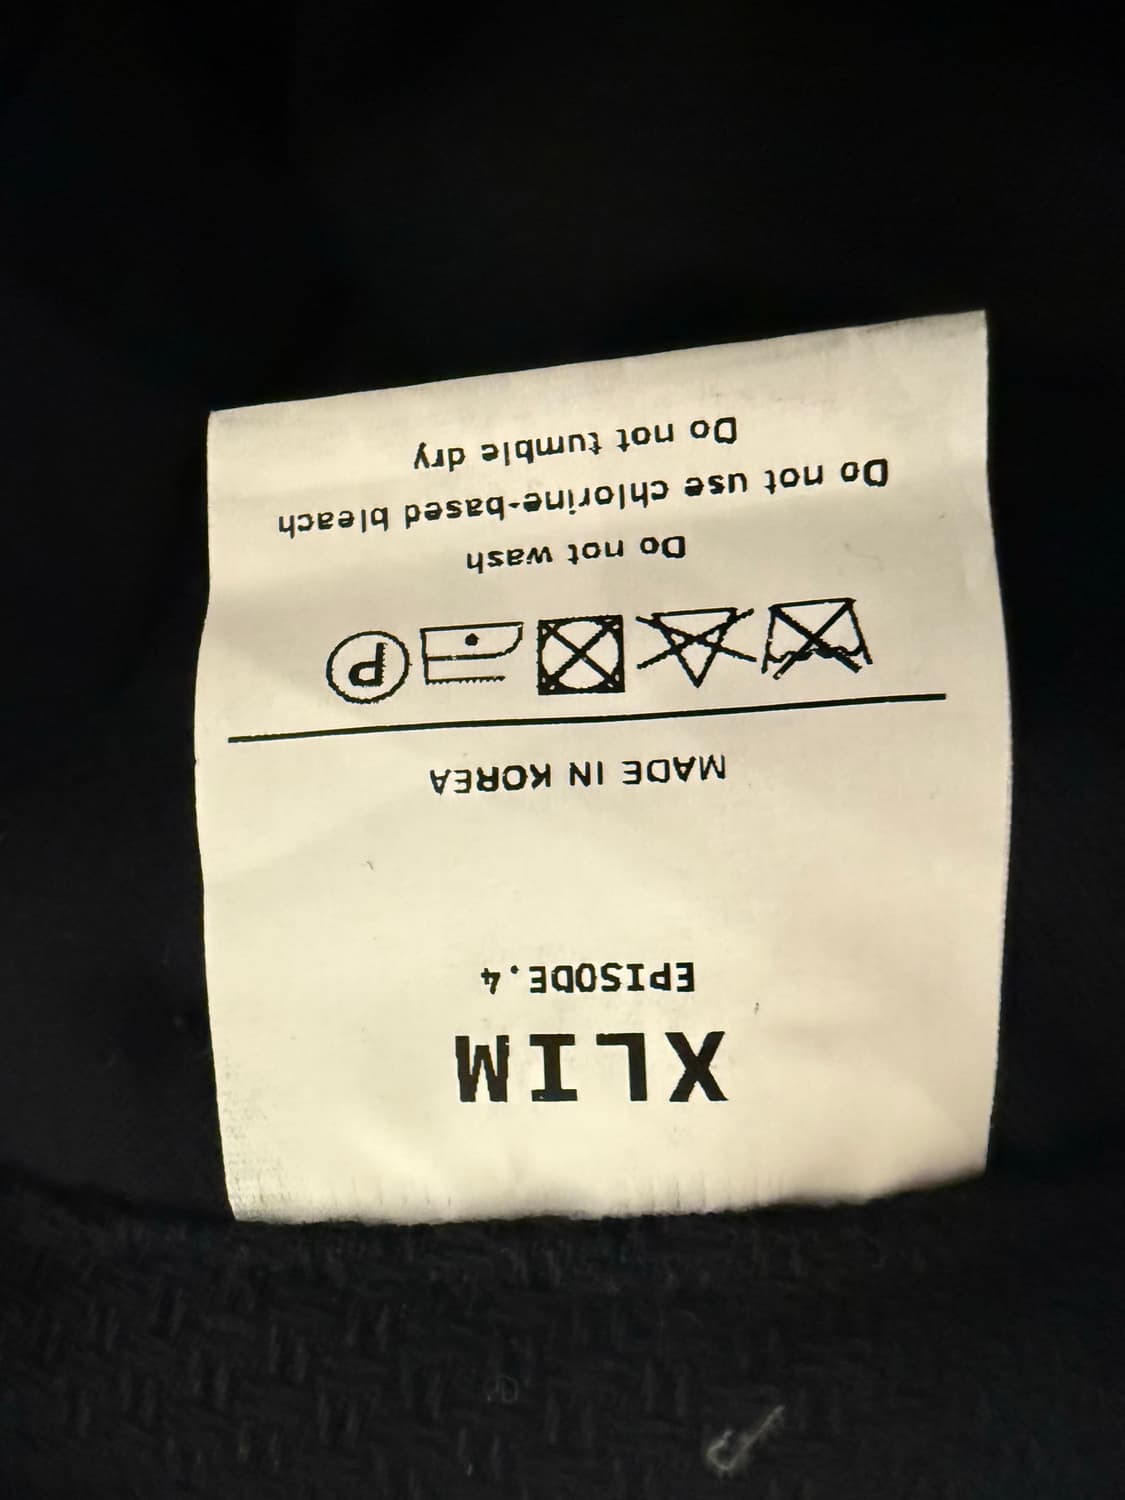 XLIM
EPISODE.4
MADE IN KOREA
P
Do not wash
Do not use chlorine-based bleach
Do not tumble dry